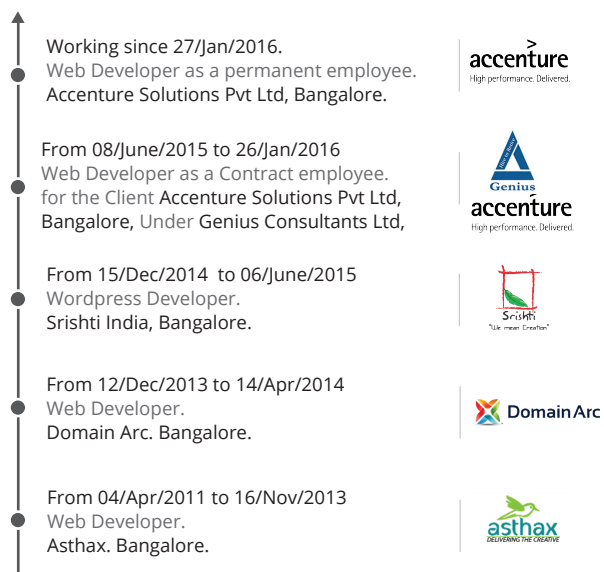 Working since 27/Jan/2016.
Web Developer as a permanent employee.
Accenture Solutions Pvt Ltd, Bangalore.
accenture
High performance. Delivered.
From 08/June/2015 to 26/Jan/2016
Web Developer as a Contract employee.
for the Client Accenture Solutions Pvt Ltd,
Bangalore, Under Genius Consultants Ltd,
Genius
accenture
High performance. Delivered.
From 15/Dec/2014 to 06/June/2015
Wordpress Developer.
Srishti India, Bangalore.
Srishti
"We mean Creation"
From 12/Dec/2013 to 14/Apr/2014
Web Developer.
Domain Arc. Bangalore.
Domain Arc
From 04/Apr/2011 to 16/Nov/2013
Web Developer.
Asthax. Bangalore.
asthax
DELIVERING THE CREATIVE